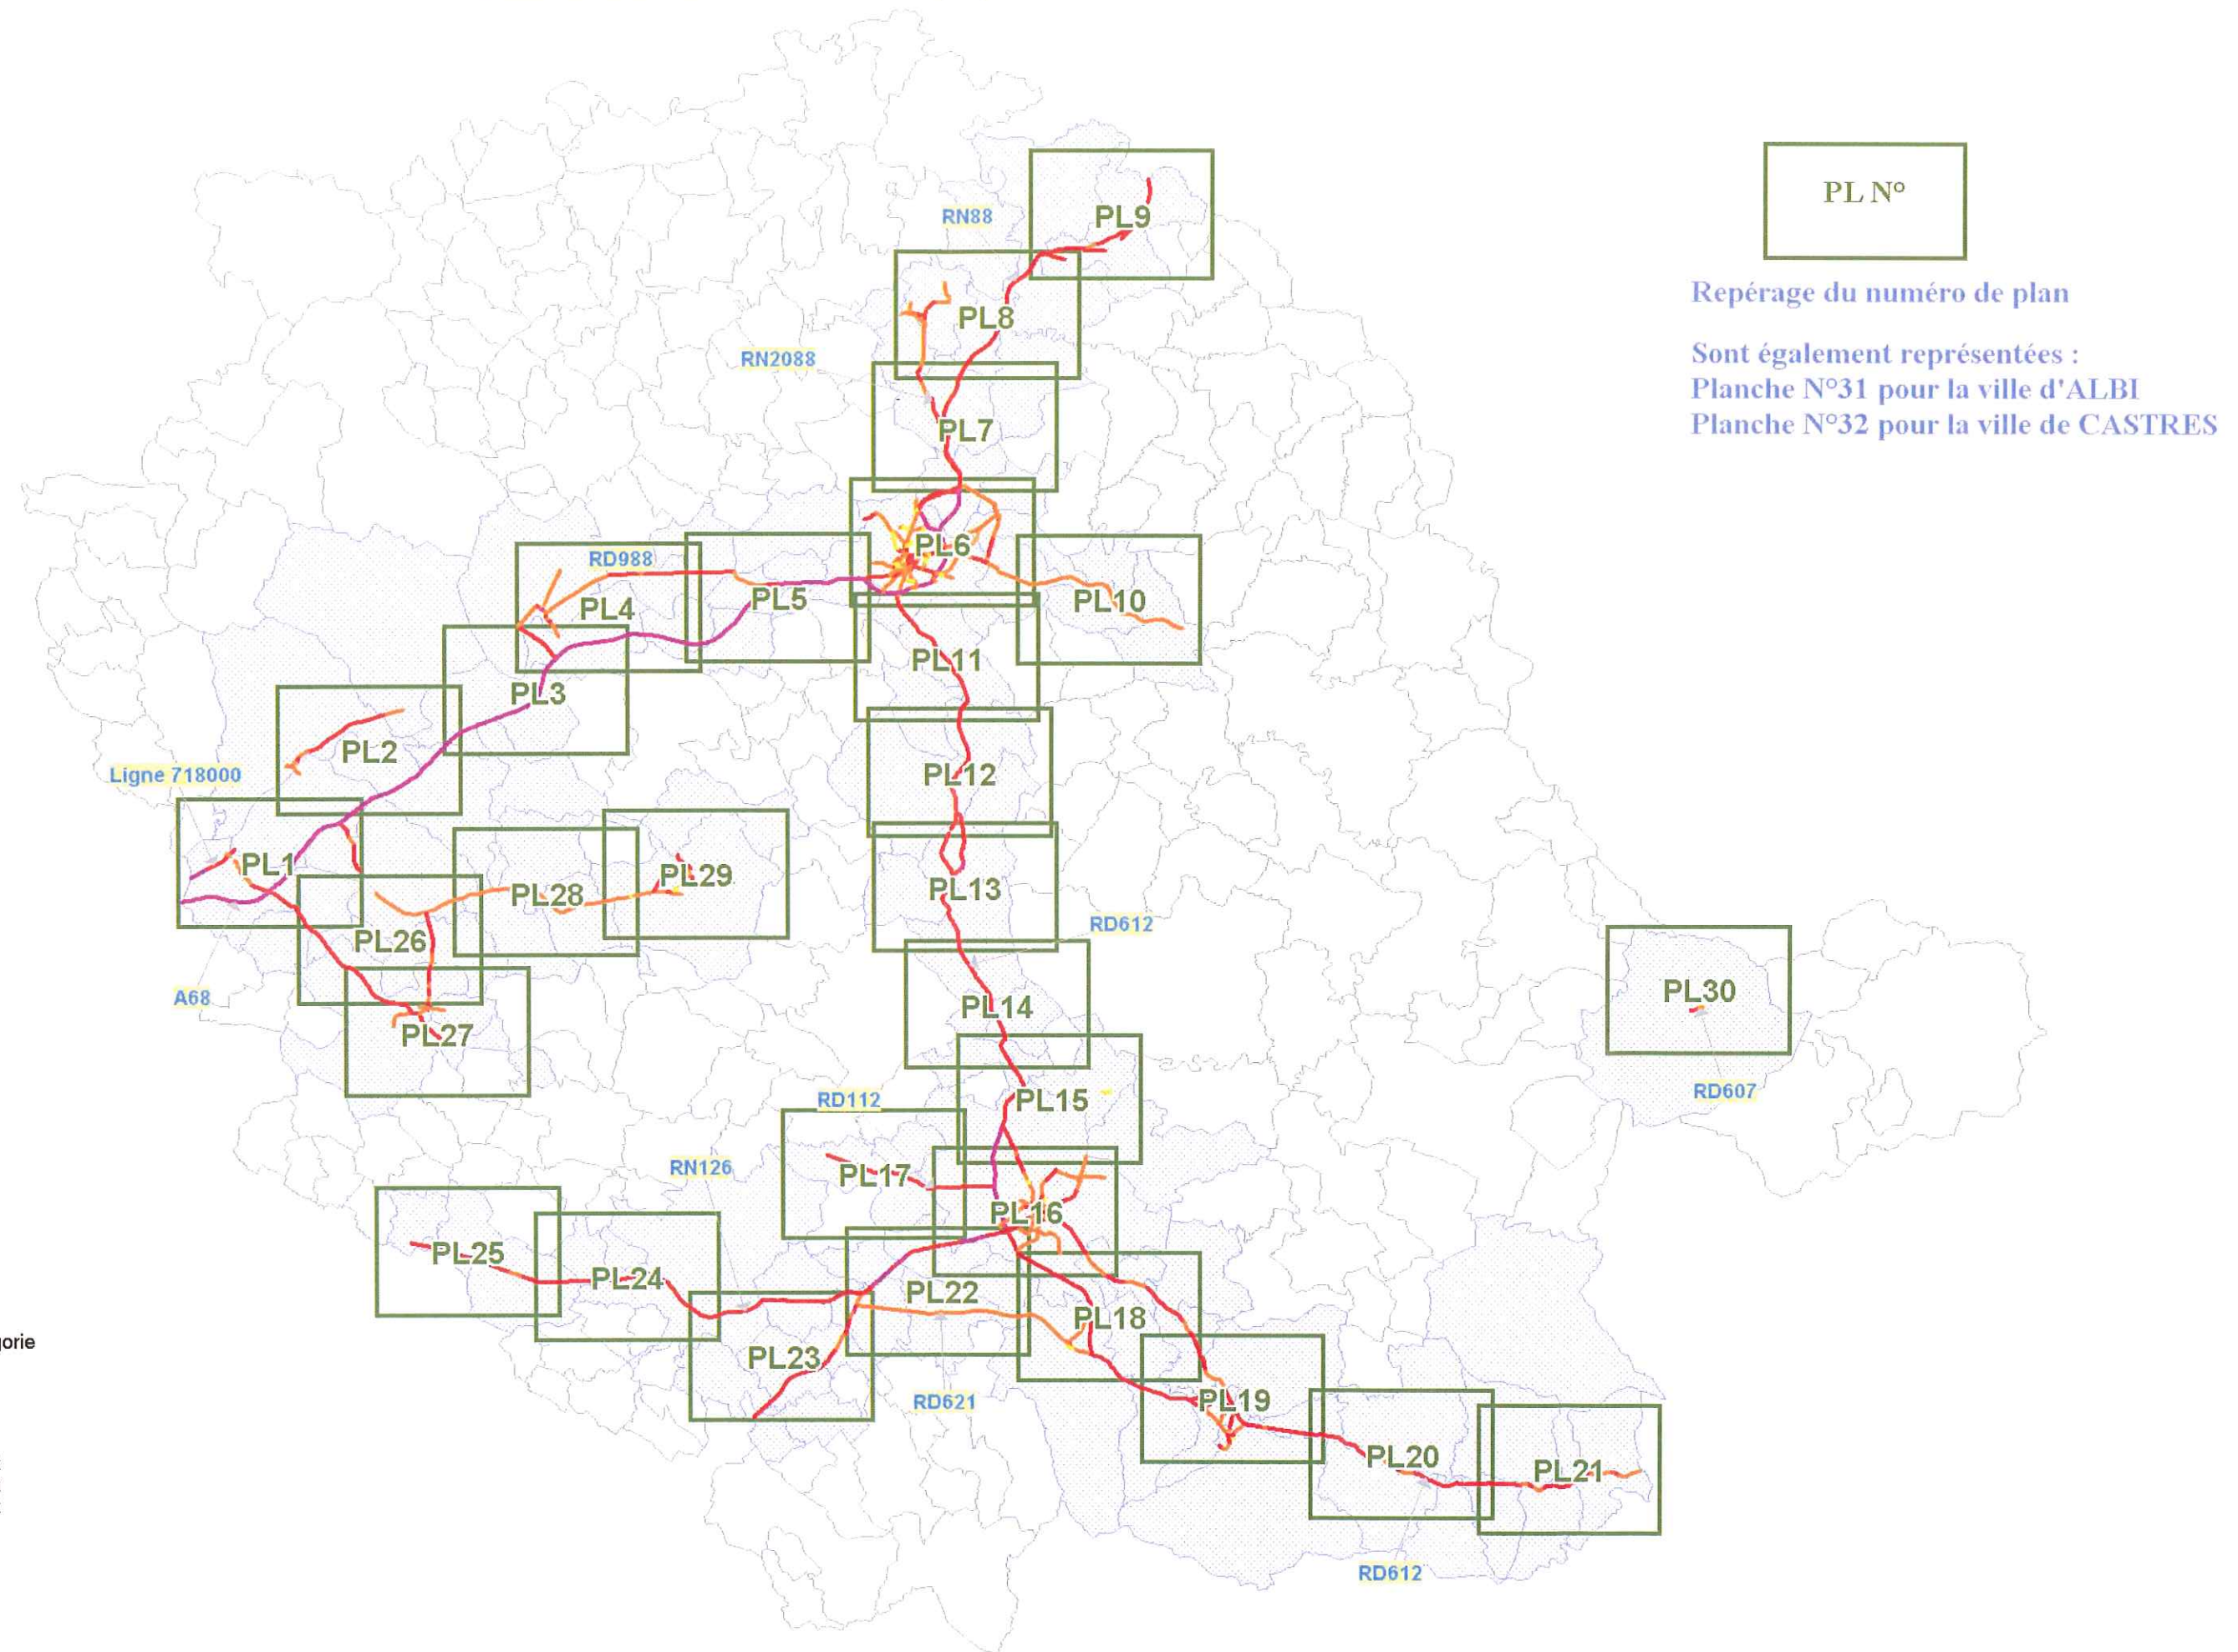 PL N°
Repérage du numéro de plan
Sont également représentées :
Planche N°31 pour la ville d'ALBI
Planche N°32 pour la ville de CASTRES
PL9
RN88
PL8
RN2088
PL7
PL6
RD988
PL5
PL4
PL10
PL11
PL3
PL2
Ligne 718000
PL12
PL1
PL29
PL28
PL13
RD612
PL26
A68
PL14
PL30
PL27
RD607
RD112
PL15
RN126
PL17
PL16
PL25
PL24
PL22
PL18
gorie
PL23
RD621
PL19
PL20
PL21
RD612